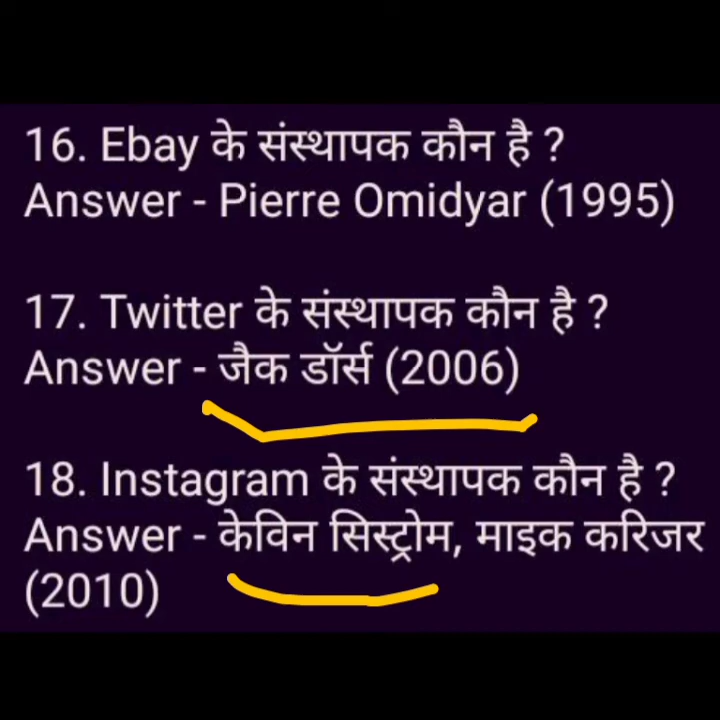 16. Ebay के संस्थापक कौन है ?
Answer - Pierre Omidyar (1995)
17. Twitter के संस्थापक कौन है ?
Answer - जैक डॉर्स (2006)
18. Instagram के संस्थापक कौन है ?
Answer - केविन सिस्ट्रोम, माइक करिजर
(2010)